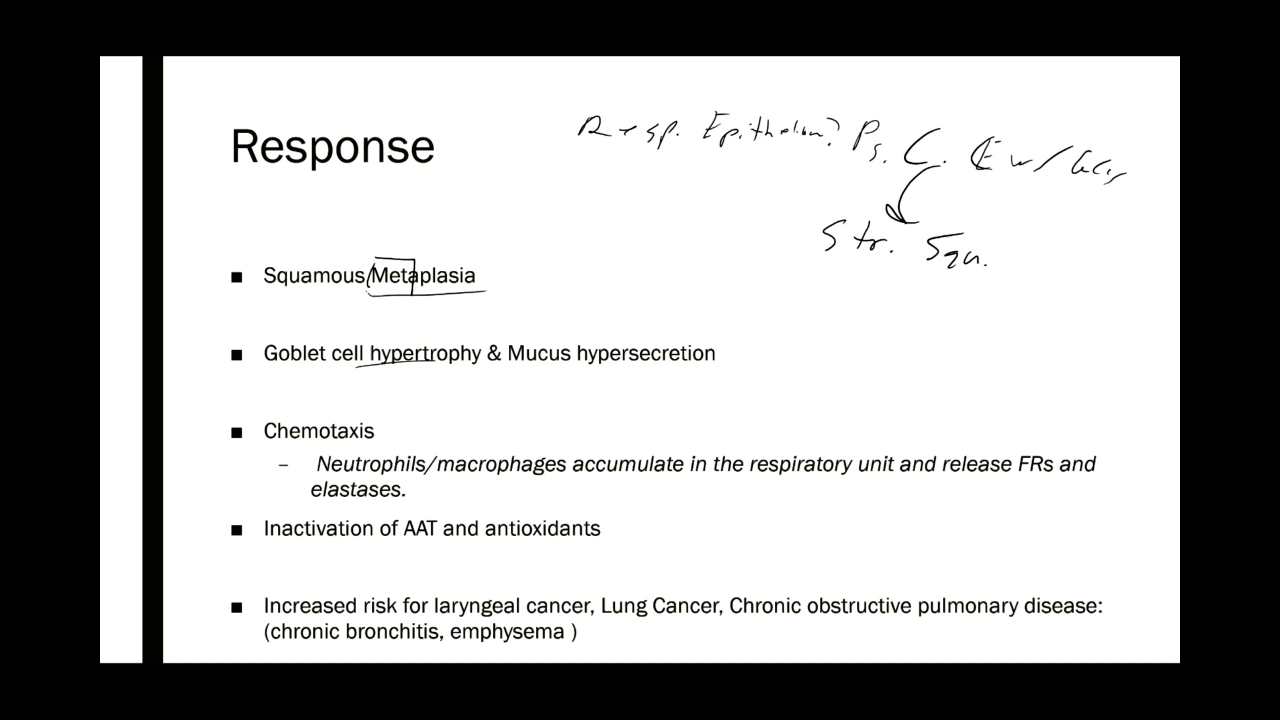 Resp. Epithelium? Ps. C. E w/ GCs
Response
Str. Squ.
■ Squamous Metaplasia
■ Goblet cell hypertrophy & Mucus hypersecretion
■ Chemotaxis
– Neutrophils/macrophages accumulate in the respiratory unit and release FRs and
elastases.
■ Inactivation of AAT and antioxidants
■ Increased risk for laryngeal cancer, Lung Cancer, Chronic obstructive pulmonary disease:
(chronic bronchitis, emphysema )